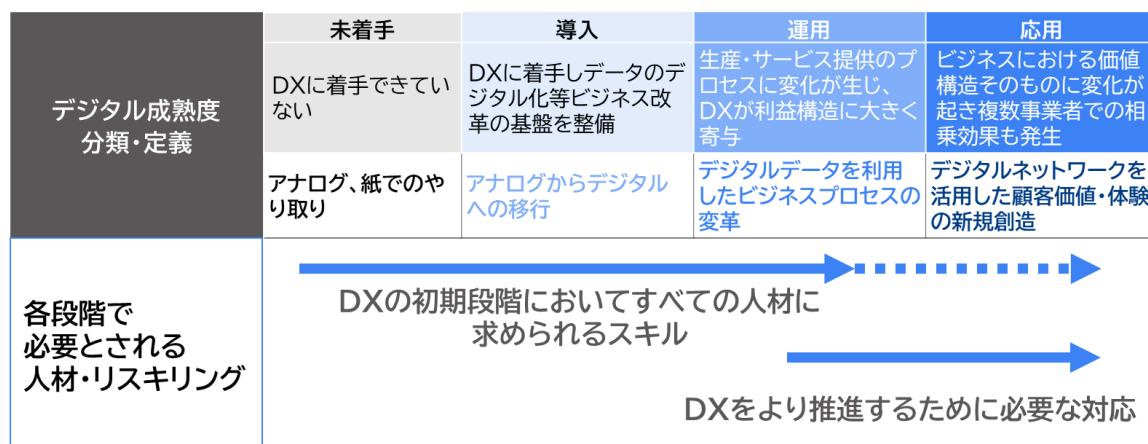 デジタル成熟度
分類・定義
未着手
導入
運用
応用
DXに着手できてい
ない
DXに着手しデータのデ
ジタル化等ビジネス改
革の基盤を整備
生産・サービス提供のプ
ロセスに変化が生じ、
DXが利益構造に大きく
寄与
ビジネスにおける価値
構造そのものに変化が
起き複数事業者での相
乗効果も発生
アナログ、紙でのや
り取り
アナログからデジタル
への移行
デジタルデータを利用
したビジネスプロセスの
変革
デジタルネットワークを
活用した顧客価値・体験
の新規創造
各段階で
必要とされる
人材・リスキリング
DXの初期段階においてすべての人材に
求められるスキル
DXをより推進するために必要な対応